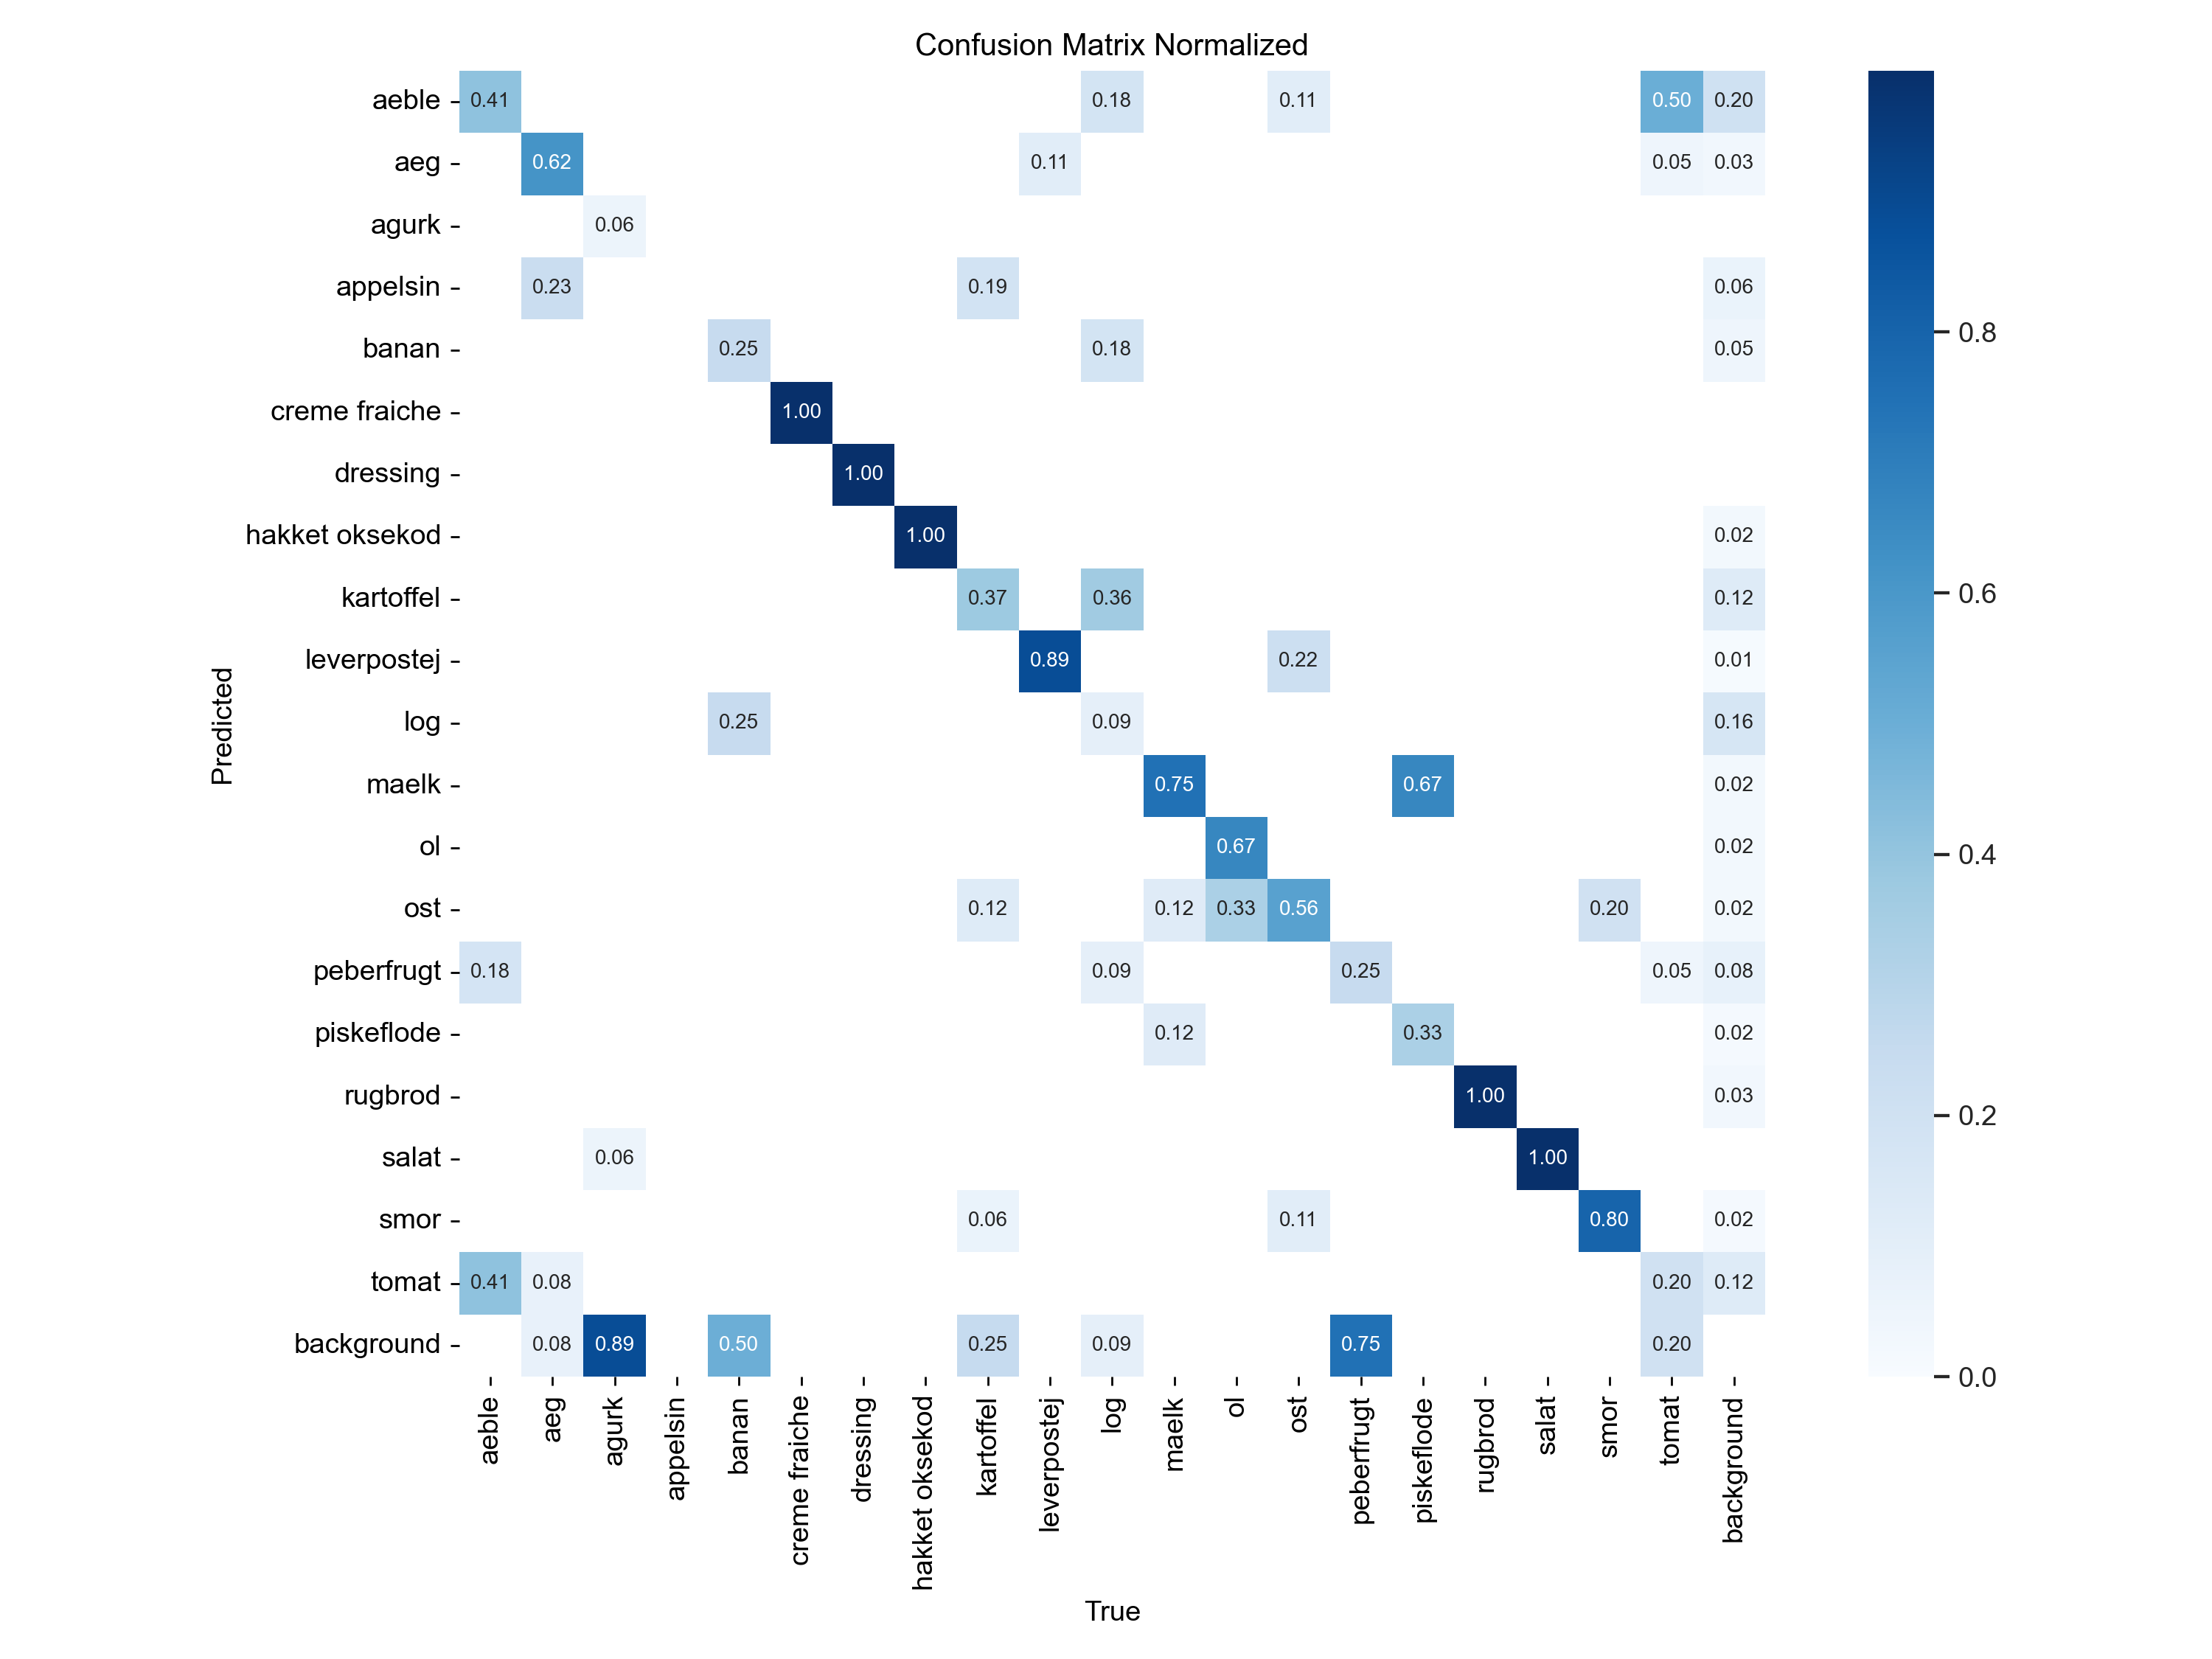 Confusion Matrix Normalized
aeble 0.41 0.18 0.11 0.50 0.20
aeg 0.62 0.11 0.05 0.03
agurk 0.06
appelsin 0.23 0.19 0.06
banan 0.25 0.18 0.05
creme fraiche 1.00
dressing 1.00
hakket oksekod 1.00 0.02
kartoffel 0.37 0.36 0.12
leverpostej 0.89 0.22 0.01
log 0.25 0.09 0.16
maelk 0.75 0.67 0.02
ol 0.67 0.02
ost 0.12 0.12 0.33 0.56 0.20 0.02
peberfrugt 0.18 0.09 0.25 0.05 0.08
piskeflode 0.12 0.33 0.02
rugbrod 1.00 0.03
salat 0.06 1.00
smor 0.06 0.11 0.80 0.02
tomat 0.41 0.08 0.20 0.12
background 0.08 0.89 0.50 0.25 0.09 0.75 0.20
Predicted
aeble
aeg
agurk
appelsin
banan
creme fraiche
dressing
hakket oksekod
kartoffel
leverpostej
log
maelk
ol
ost
peberfrugt
piskeflode
rugbrod
salat
smor
tomat
background
True
0.8
0.6
0.4
0.2
0.0